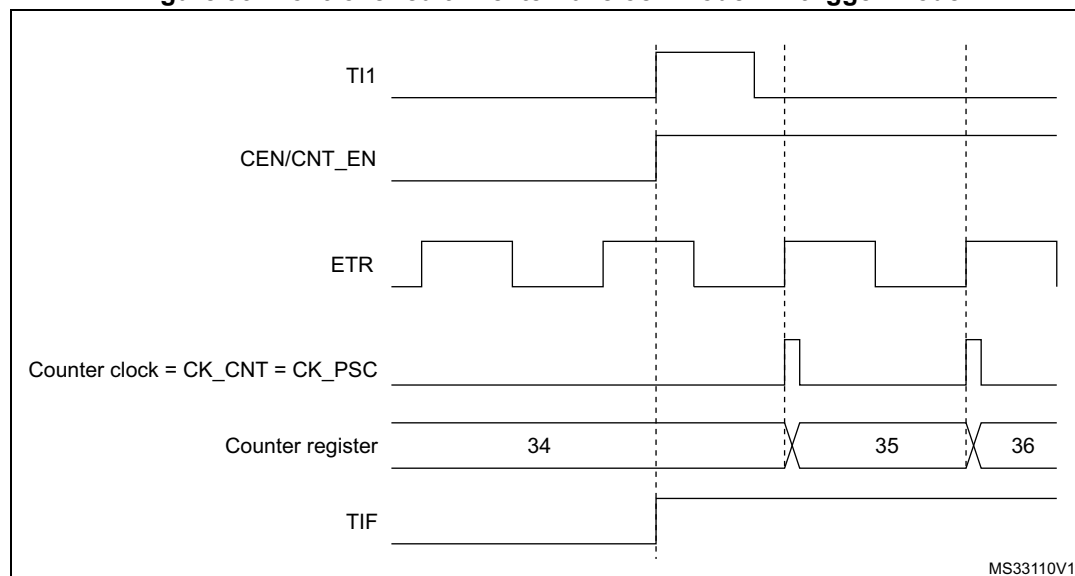 TI1
CEN/CNT_EN
ETR
Counter clock = CK_CNT = CK_PSC
Counter register
34
35
36
TIF
MS33110V1